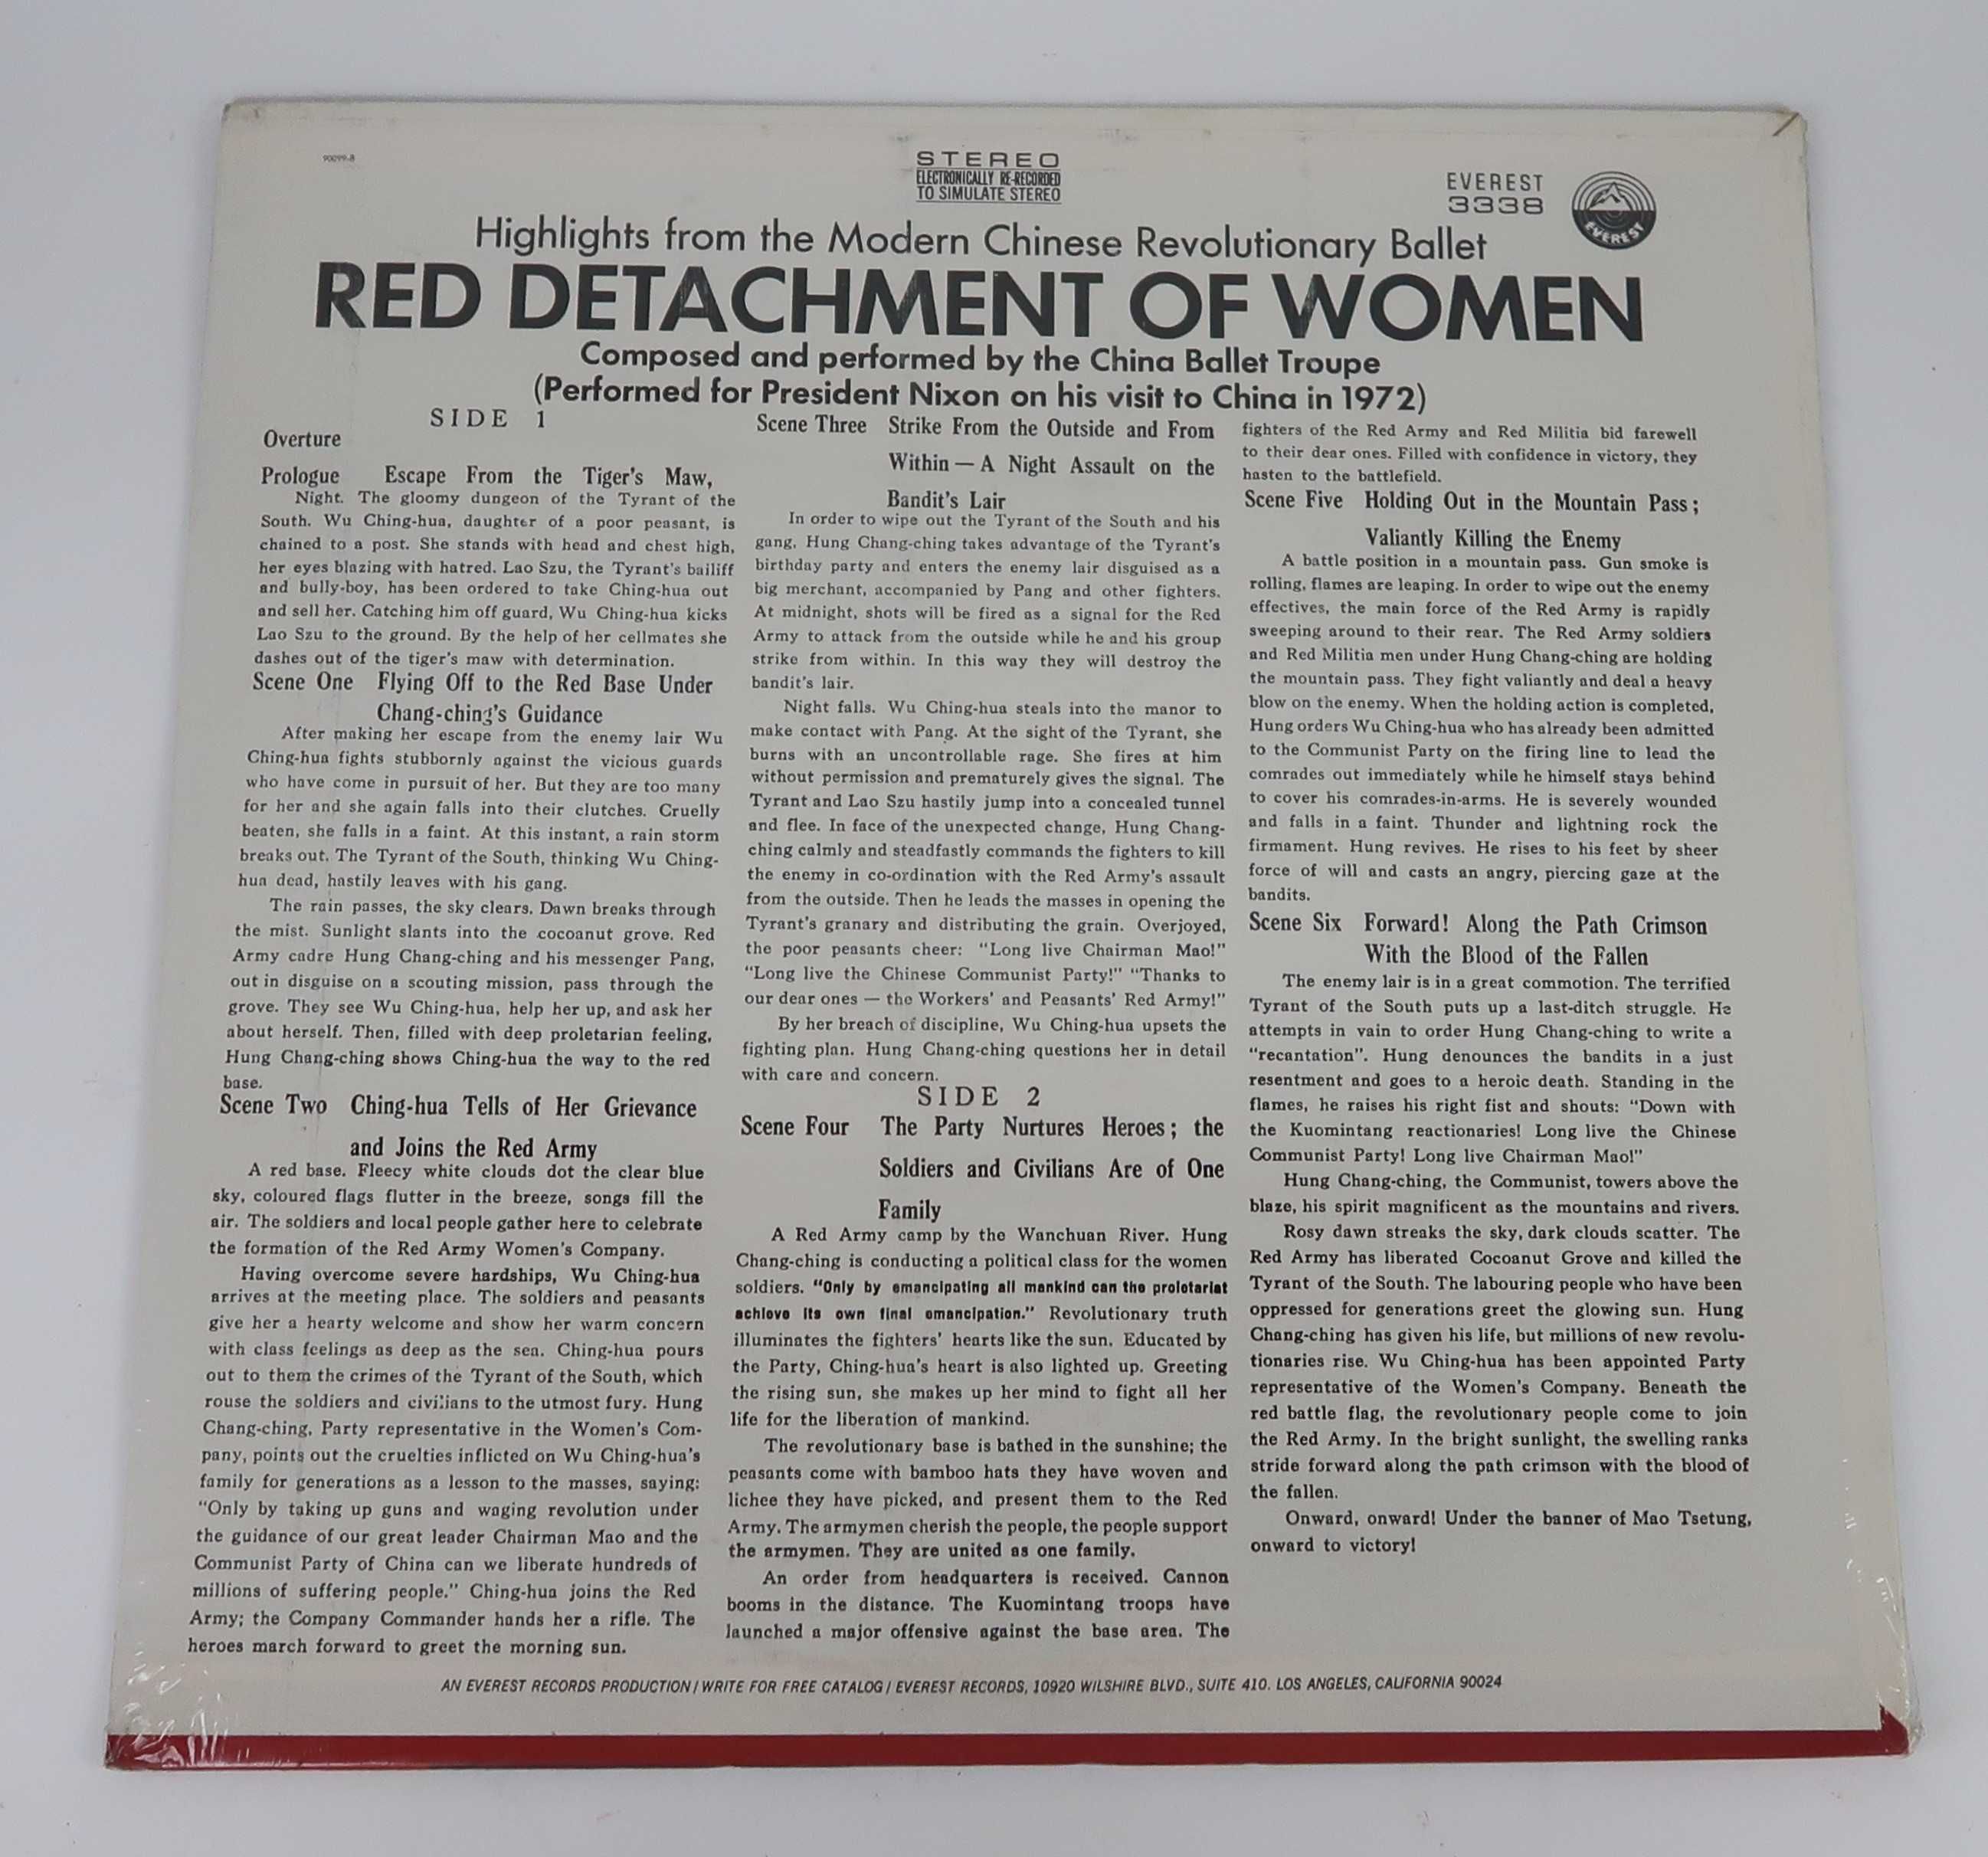 90099-B
STEREO
ELECTRONICALLY RE-RECORDED
TO SIMULATE STEREO
EVEREST
3338
EVEREST
Highlights from the Modern Chinese Revolutionary Ballet
RED DETACHMENT OF WOMEN
Composed and performed by the China Ballet Troupe
(Performed for President Nixon on his visit to China in 1972)
SIDE 1
Overture
Prologue Escape From the Tiger's Maw,
Night. The gloomy dungeon of the Tyrant of the
South. Wu Ching-hua, daughter of a poor peasant, is
chained to a post. She stands with head and chest high,
her eyes blazing with hatred. Lao Szu, the Tyrant's bailiff
and bully-boy, has been ordered to take Ching-hua out
and sell her. Catching him off guard, Wu Ching-hua kicks
Lao Szu to the ground. By the help of her cellmates she
dashes out of the tiger's maw with determination.
Scene One Flying Off to the Red Base Under
Chang-ching's Guidance
After making her escape from the enemy lair Wu
Ching-hua fights stubbornly against the vicious guards
who have come in pursuit of her. But they are too many
for her and she again falls into their clutches. Cruelly
beaten, she falls in a faint. At this instant, a rain storm
breaks out. The Tyrant of the South, thinking Wu Ching-
hua dead, hastily leaves with his gang.
The rain passes, the sky clears. Dawn breaks through
the mist. Sunlight slants into the cocoanut grove. Red
Army cadre Hung Chang-ching and his messenger Pang,
out in disguise on a scouting mission, pass through the
grove. They see Wu Ching-hua, help her up, and ask her
about herself. Then, filled with deep proletarian feeling,
Hung Chang-ching shows Ching-hua the way to the red
base.
Scene Two Ching-hua Tells of Her Grievance
and Joins the Red Army
A red base. Fleecy white clouds dot the clear blue
sky, coloured flags flutter in the breeze, songs fill the
air. The soldiers and local people gather here to celebrate
the formation of the Red Army Women's Company.
Having overcome severe hardships, Wu Ching-hua
arrives at the meeting place. The soldiers and peasants
give her a hearty welcome and show her warm concern
with class feelings as deep as the sea. Ching-hua pours
out to them the crimes of the Tyrant of the South, which
rouse the soldiers and civilians to the utmost fury. Hung
Chang-ching, Party representative in the Women's Com-
pany, points out the cruelties inflicted on Wu Ching-hua's
family for generations as a lesson to the masses, saying:
"Only by taking up guns and waging revolution under
the guidance of our great leader Chairman Mao and the
Communist Party of China can we liberate hundreds of
millions of suffering people." Ching-hua joins the Red
Army; the Company Commander hands her a rifle. The
heroes march forward to greet the morning sun.
Scene Three Strike From the Outside and From
Within — A Night Assault on the
Bandit's Lair
In order to wipe out the Tyrant of the South and his
gang, Hung Chang-ching takes advantage of the Tyrant's
birthday party and enters the enemy lair disguised as a
big merchant, accompanied by Pang and other fighters.
At midnight, shots will be fired as a signal for the Red
Army to attack from the outside while he and his group
strike from within. In this way they will destroy the
bandit's lair.
Night falls. Wu Ching-hua steals into the manor to
make contact with Pang. At the sight of the Tyrant, she
burns with an uncontrollable rage. She fires at him
without permission and prematurely gives the signal. The
Tyrant and Lao Szu hastily jump into a concealed tunnel
and flee. In face of the unexpected change, Hung Chang-
ching calmly and steadfastly commands the fighters to kill
the enemy in co-ordination with the Red Army's assault
from the outside. Then he leads the masses in opening the
Tyrant's granary and distributing the grain. Overjoyed,
the poor peasants cheer: "Long live Chairman Mao!"
"Long live the Chinese Communist Party!" "Thanks to
our dear ones — the Workers' and Peasants' Red Army!"
By her breach of discipline, Wu Ching-hua upsets the
fighting plan. Hung Chang-ching questions her in detail
with care and concern.
SIDE 2
Scene Four The Party Nurtures Heroes; the
Soldiers and Civilians Are of One
Family
A Red Army camp by the Wanchuan River. Hung
Chang-ching is conducting a political class for the women
soldiers. "Only by emancipating all mankind can the proletariat
achieve its own final emancipation." Revolutionary truth
illuminates the fighters' hearts like the sun. Educated by
the Party, Ching-hua's heart is also lighted up. Greeting
the rising sun, she makes up her mind to fight all her
life for the liberation of mankind.
The revolutionary base is bathed in the sunshine; the
peasants come with bamboo hats they have woven and
lichee they have picked, and present them to the Red
Army. The armymen cherish the people, the people support
the armymen. They are united as one family.
An order from headquarters is received. Cannon
booms in the distance. The Kuomintang troops have
launched a major offensive against the base area. The
fighters of the Red Army and Red Militia bid farewell
to their dear ones. Filled with confidence in victory, they
hasten to the battlefield.
Scene Five Holding Out in the Mountain Pass;
Valiantly Killing the Enemy
A battle position in a mountain pass. Gun smoke is
rolling, flames are leaping. In order to wipe out the enemy
effectives, the main force of the Red Army is rapidly
sweeping around to their rear. The Red Army soldiers
and Red Militia men under Hung Chang-ching are holding
the mountain pass. They fight valiantly and deal a heavy
blow on the enemy. When the holding action is completed,
Hung orders Wu Ching-hua who has already been admitted
to the Communist Party on the firing line to lead the
comrades out immediately while he himself stays behind
to cover his comrades-in-arms. He is severely wounded
and falls in a faint. Thunder and lightning rock the
firmament. Hung revives. He rises to his feet by sheer
force of will and casts an angry, piercing gaze at the
bandits.
Scene Six Forward! Along the Path Crimson
With the Blood of the Fallen
The enemy lair is in a great commotion. The terrified
Tyrant of the South puts up a last-ditch struggle. He
attempts in vain to order Hung Chang-ching to write a
"recantation". Hung denounces the bandits in a just
resentment and goes to a heroic death. Standing in the
flames, he raises his right fist and shouts: "Down with
the Kuomintang reactionaries! Long live the Chinese
Communist Party! Long live Chairman Mao!"
Hung Chang-ching, the Communist, towers above the
blaze, his spirit magnificent as the mountains and rivers.
Rosy dawn streaks the sky, dark clouds scatter. The
Red Army has liberated Cocoanut Grove and killed the
Tyrant of the South. The labouring people who have been
oppressed for generations greet the glowing sun. Hung
Chang-ching has given his life, but millions of new revolu-
tionaries rise. Wu Ching-hua has been appointed Party
representative of the Women's Company. Beneath the
red battle flag, the revolutionary people come to join
the Red Army. In the bright sunlight, the swelling ranks
stride forward along the path crimson with the blood of
the fallen.
Onward, onward! Under the banner of Mao Tsetung,
onward to victory!
AN EVEREST RECORDS PRODUCTION / WRITE FOR FREE CATALOG / EVEREST RECORDS, 10920 WILSHIRE BLVD., SUITE 410. LOS ANGELES, CALIFORNIA 90024